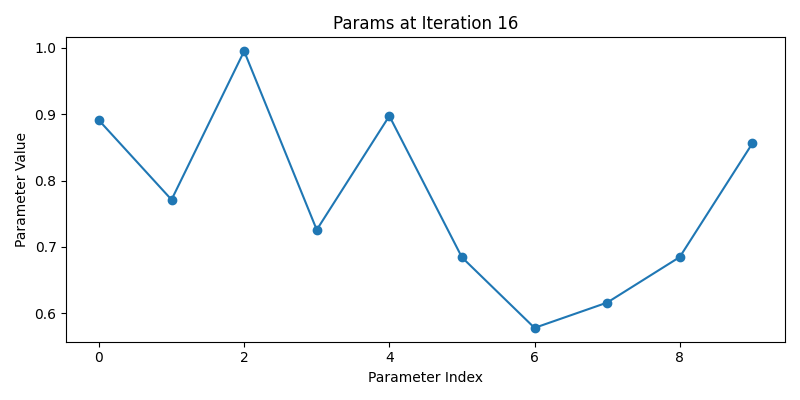 Params at Iteration 16
1.0
0.9
0.8
0.7
0.6
Parameter Value
0 2 4 6 8
Parameter Index